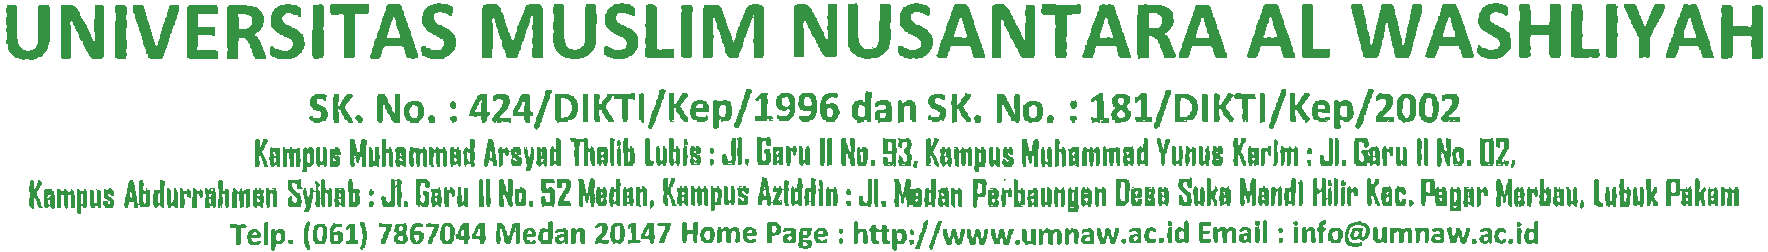 UNIVERSITAS MUSLIM NUSANTARA AL WASHLIYAH
SK. No. : 424/DIKTI/Kep/1996 dan SK. No. : 181/DIKTI/Kep/2002
Kampus Muhammad Arsyad Thalib Lubis : Jl. Garu II No. 93, Kampus Muhammad Yunus Karim : Jl. Garu II No. 02,
Kampus Abdurrahman Syihab : Jl. Garu II No. 52 Medan, Kampus Aziddin : Jl. Medan Perbaungan Desa Suka Mandi Hilir Kec. Pagar Merbau, Lubuk Pakam
Telp. (061) 7867044 Medan 20147 Home Page : http://www.umnaw.ac.id Email : info@umnaw.ac.id